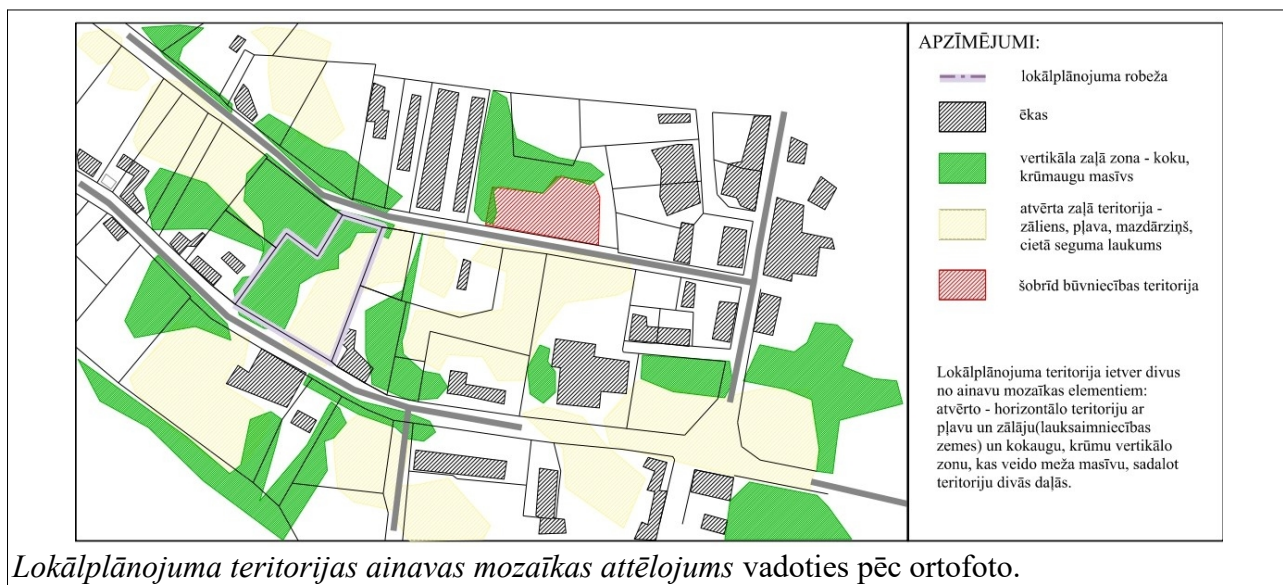 APZĪMĒJUMI:
lokālplānojuma robeža
ēkas
vertikāla zaļā zona - koku,
krūmaugu masīvs
atvērta zaļā teritorija -
zāliens, pļava, mazdārziņš,
cietā seguma laukums
šobrīd būvniecības teritorija
Lokālplānojuma teritorija ietver divus
no ainavu mozaīkas elementiem:
atvērto - horizontālo teritoriju ar
pļavu un zālāju(lauksaimniecības
zemes) un kokaugu, krūmu vertikālo
zonu, kas veido meža masīvu, sadalot
teritoriju divās daļās.
Lokālplānojuma teritorijas ainavas mozaīkas attēlojums vadoties pēc ortofoto.